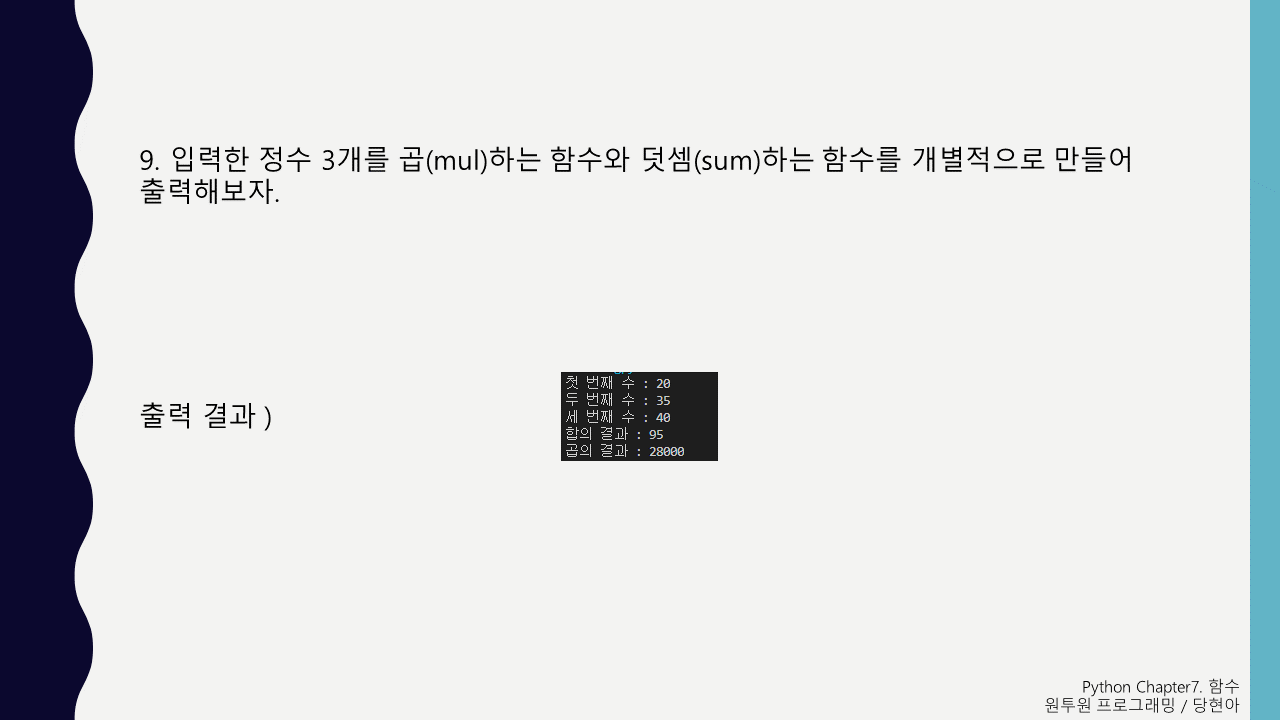 9. 입력한 정수 3개를 곱(mul)하는 함수와 덧셈(sum)하는 함수를 개별적으로 만들어
출력해보자.
출력 결과 )
첫 번째 수 : 20
두 번째 수 : 35
세 번째 수 : 40
합의 결과 : 95
곱의 결과 : 28000
Python Chapter7. 함수
원투원 프로그래밍 / 당현아